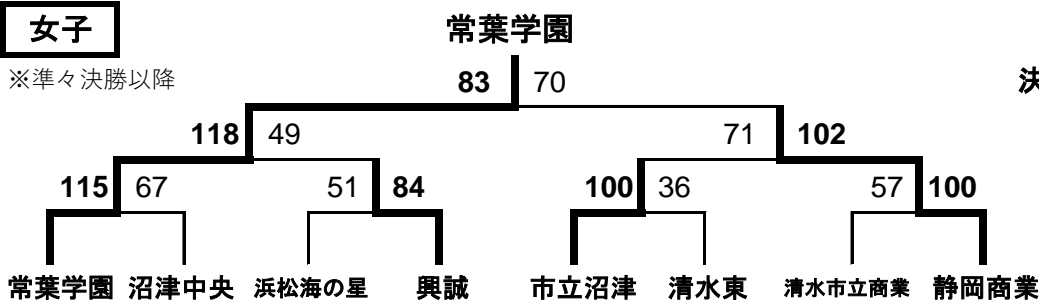 女子
常葉学園
※準々決勝以降
83 70
決
118 49 71 102
115 67 51 84 100 36 57 100
常葉学園 沼津中央 浜松海の星 興誠 市立沼津 清水東 清水市立商業 静岡商業